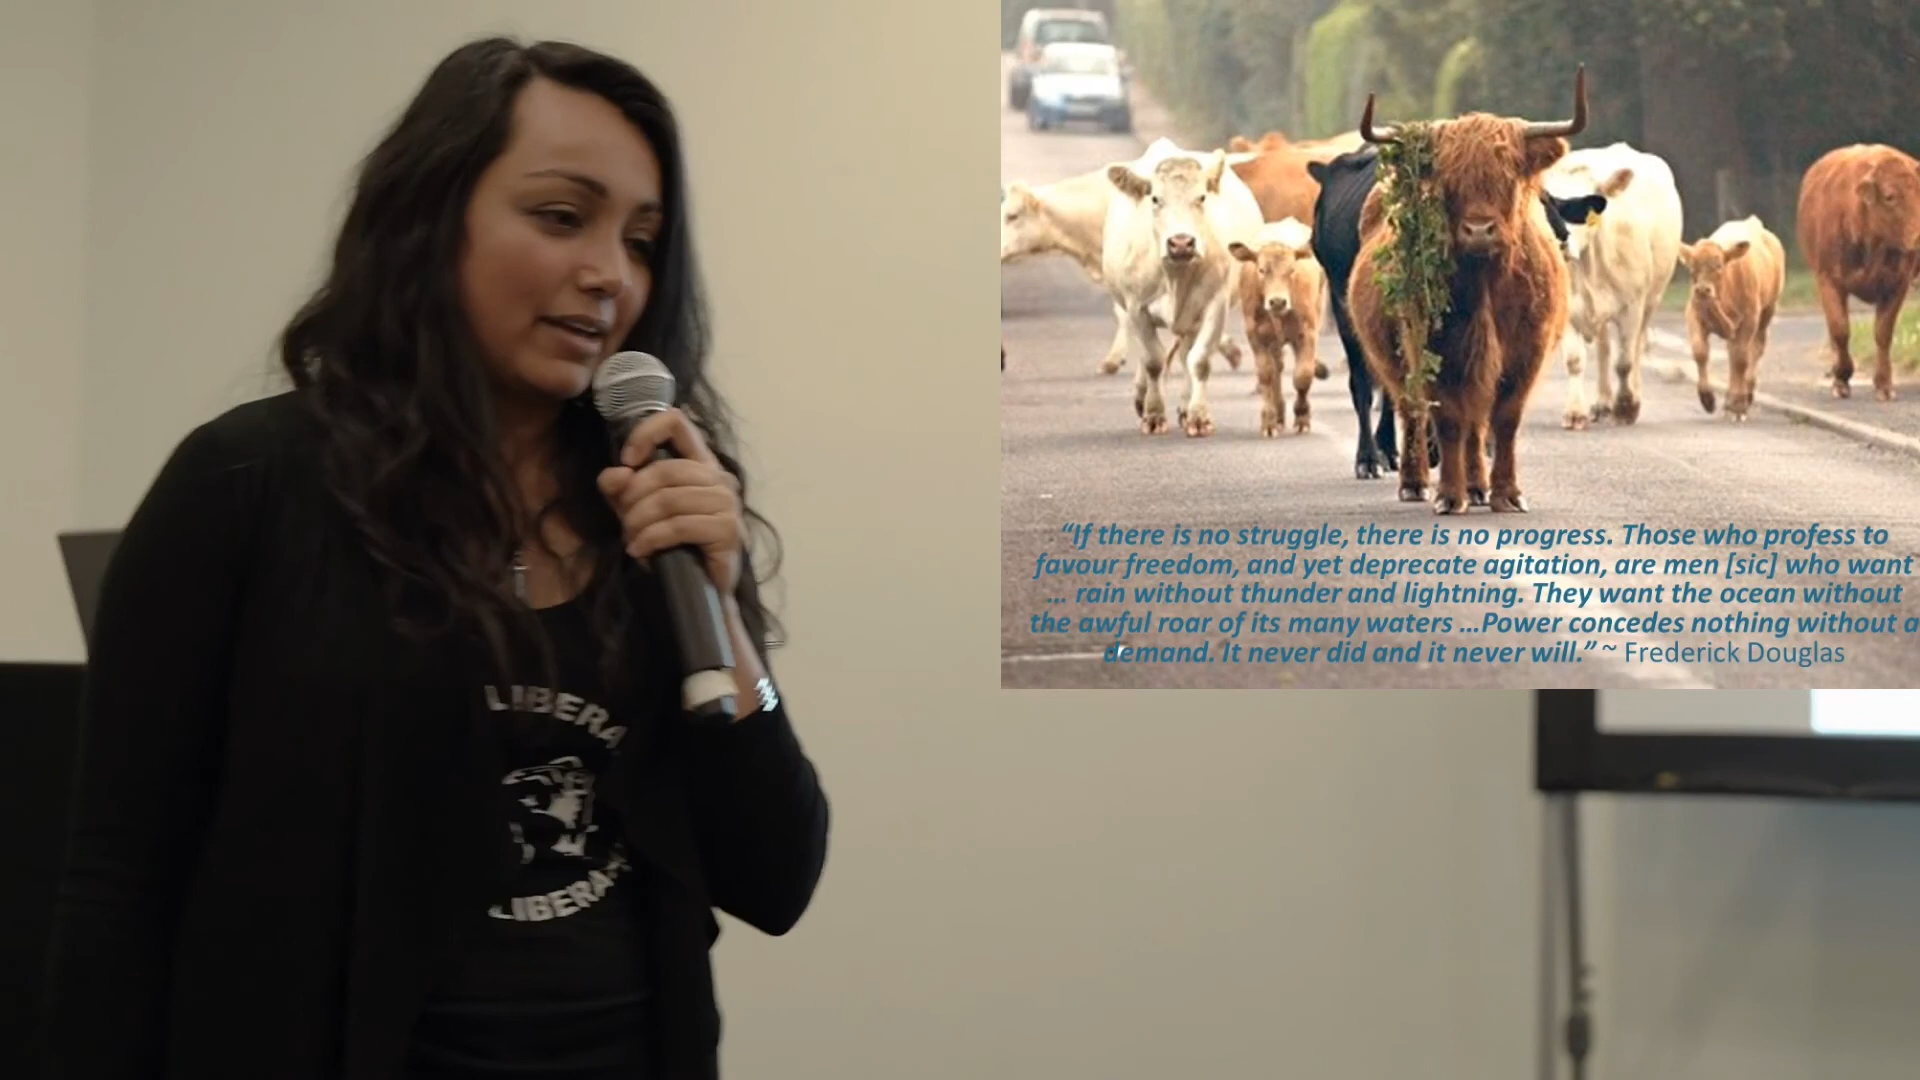 “If there is no struggle, there is no progress. Those who profess to
favour freedom, and yet deprecate agitation, are men [sic] who want
... rain without thunder and lightning. They want the ocean without
the awful roar of its many waters ...Power concedes nothing without a
demand. It never did and it never will.” ~ Frederick Douglas
LIBERA
LIBERA